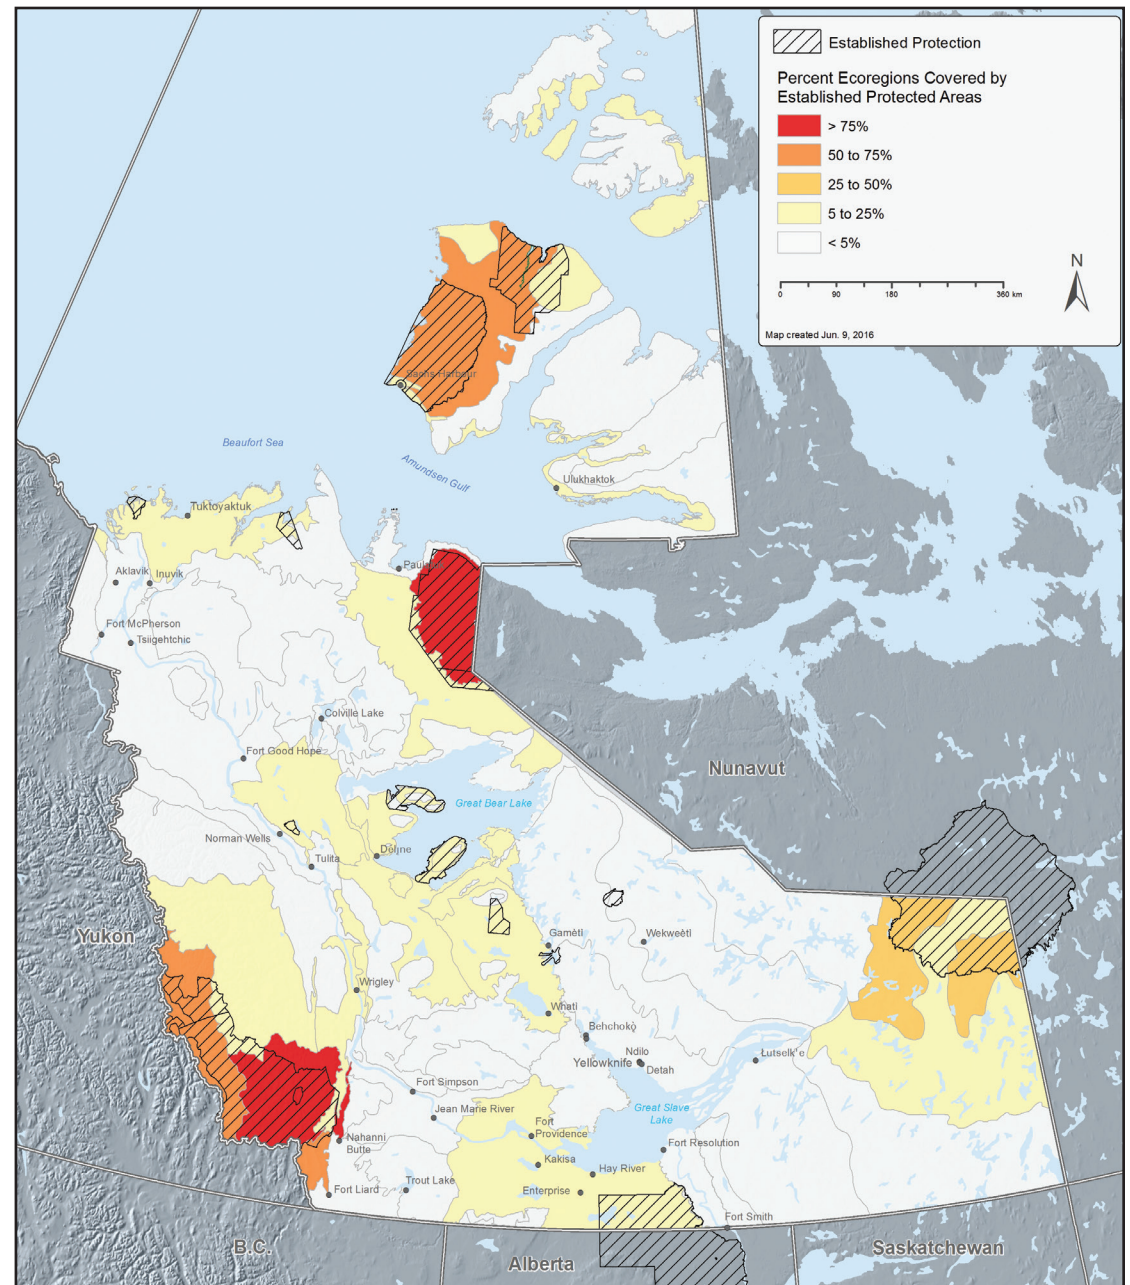 Established Protection
Percent Ecoregions Covered by
Established Protected Areas
> 75%
50 to 75%
25 to 50%
5 to 25%
< 5%
N
0 90 180 360 km
Map created Jun. 9, 2016
Sachs Harbour
Beaufort Sea
Amundsen Gulf
Ulukhaktok
Tuktoyaktuk
Paulatuk
Aklavik
Inuvik
Fort McPherson
Tsiigehtchic
Colville Lake
Fort Good Hope
Nunavut
Great Bear Lake
Norman Wells
Tulita
Délįne
Yukon
Gamètì
Wekweètì
Wrigley
Whatì
Behchokǫ̀
Ndilo
Yellowknife
Detah
Łutselk'e
Fort Simpson
Jean Marie River
Great Slave
Lake
Fort
Providence
Nahanni
Butte
Fort Resolution
Kakisa
Hay River
Trout Lake
Enterprise
Fort Liard
Fort Smith
B.C.
Alberta
Saskatchewan